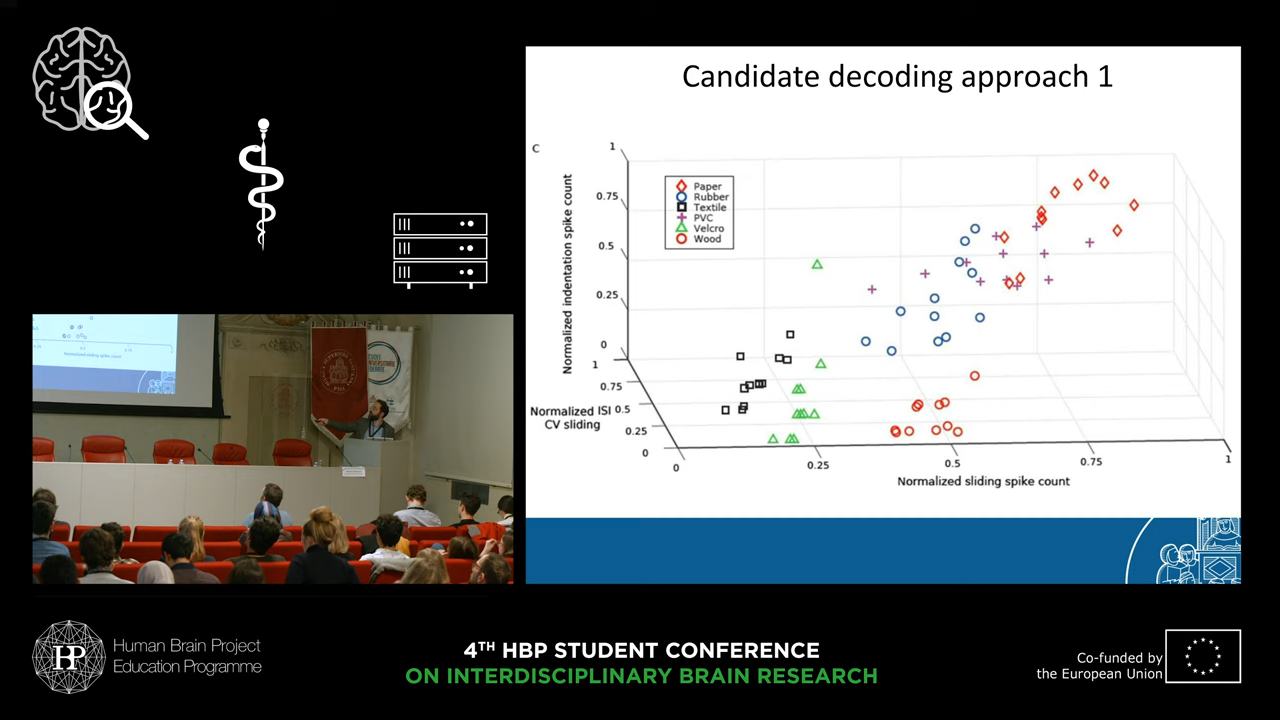 Candidate decoding approach 1
C
Normalized indentation spike count
1
0.75
0.5
0.25
0
Paper
Rubber
Textile
PVC
Velcro
Wood
1
0.75
0.5
0.25
0
Normalized ISI
CV sliding
0
0.25
0.5
0.75
1
Normalized sliding spike count
HP
Human Brain Project
Education Programme
4TH HBP STUDENT CONFERENCE
ON INTERDISCIPLINARY BRAIN RESEARCH
Co-funded by
the European Union